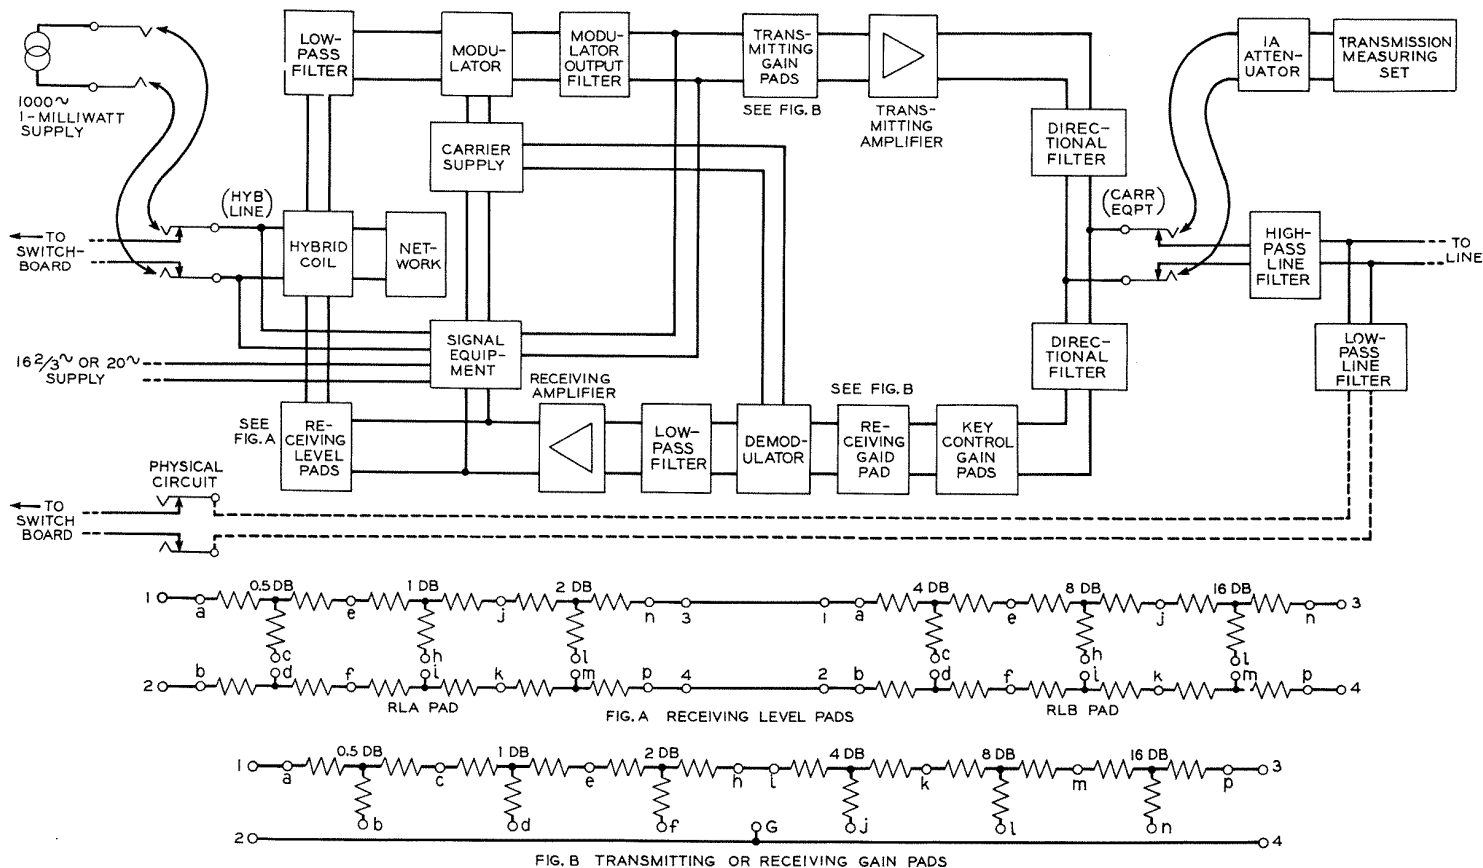 1000~
1-MILLIWATT
SUPPLY
LOW-
PASS
FILTER
MODU-
LATOR
MODU-
LATOR
OUTPUT
FILTER
TRANS-
MITTING
GAIN
PADS
SEE FIG. B
TRANS-
MITTING
AMPLIFIER
1A
ATTEN-
UATOR
TRANSMISSION
MEASURING
SET
CARRIER
SUPPLY
DIREC-
TIONAL
FILTER
(HYB
LINE)
(CARR
EQPT)
TO
SWITCH-
BOARD
HYBRID
COIL
NET-
WORK
HIGH-
PASS
LINE
FILTER
TO
LINE
16 2/3~ OR 20~
SUPPLY
SIGNAL
EQUIP-
MENT
DIREC-
TIONAL
FILTER
LOW-
PASS LINE
FILTER
RECEIVING
AMPLIFIER
SEE FIG. B
SEE
FIG. A
RE-
CEIVING
LEVEL
PADS
LOW-
PASS
FILTER
DEMOD-
ULATOR
RE-
CEIVING
GAID
PAD
KEY
CONTROL
GAIN
PADS
PHYSICAL
CIRCUIT
TO
SWITCH
BOARD
0.5 DB 1 DB 2 DB 4 DB 8 DB 16 DB
1 a e j n 3 1 a e j n 3
c h l c h l
2 b d f i k m p 4 2 b d f i k m p 4
RLA PAD RLB PAD
FIG. A RECEIVING LEVEL PADS
0.5 DB 1 DB 2 DB 4 DB 8 DB 16 DB
1 a c e h i k m p 3
b d f G j l n
2 4
FIG. B TRANSMITTING OR RECEIVING GAIN PADS